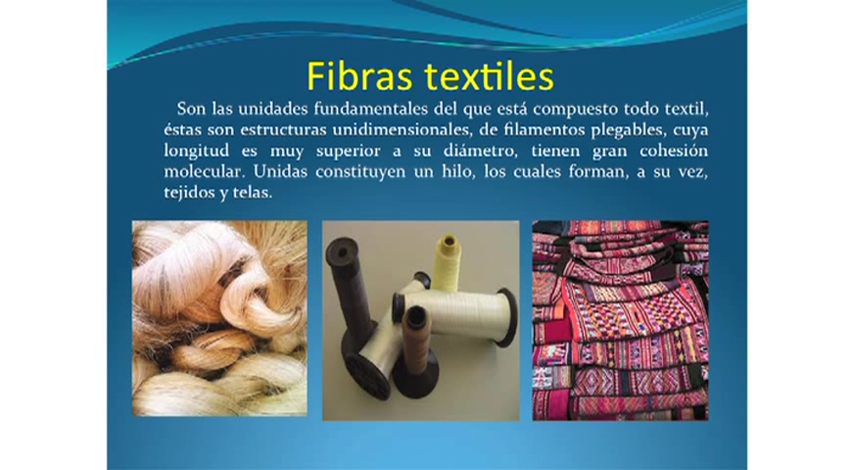 Fibras textiles
Son las unidades fundamentales del que está compuesto todo textil,
éstas son estructuras unidimensionales, de filamentos plegables, cuya
longitud es muy superior a su diámetro, tienen gran cohesión
molecular. Unidas constituyen un hilo, los cuales forman, a su vez,
tejidos y telas.